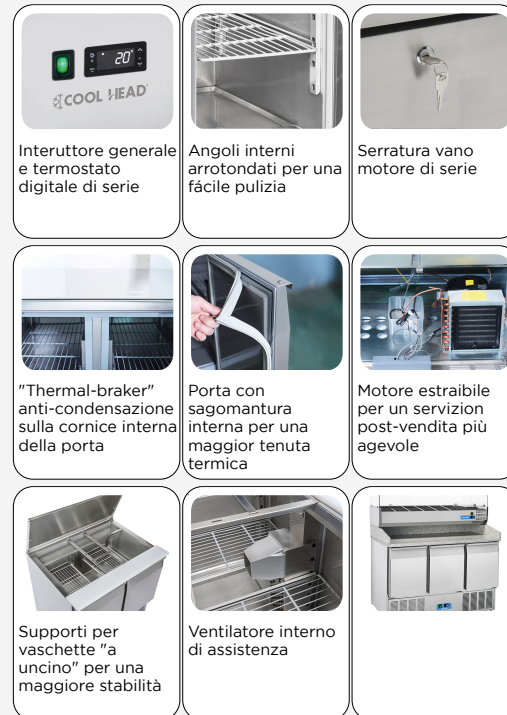 20°
COOL HEAD
Interuttore generale
e termostato
digitale di serie
Angoli interni
arrotondati per una
fácile pulizia
Serratura vano
motore di serie
"Thermal-braker"
anti-condensazione
sulla cornice interna
della porta
Porta con
sagomantura
interna per una
maggior tenuta
termica
Motore estraibile
per un servizion
post-vendita più
agevole
Supporti per
vaschette "a
uncino" per una
maggiore stabilità
Ventilatore interno
di assistenza